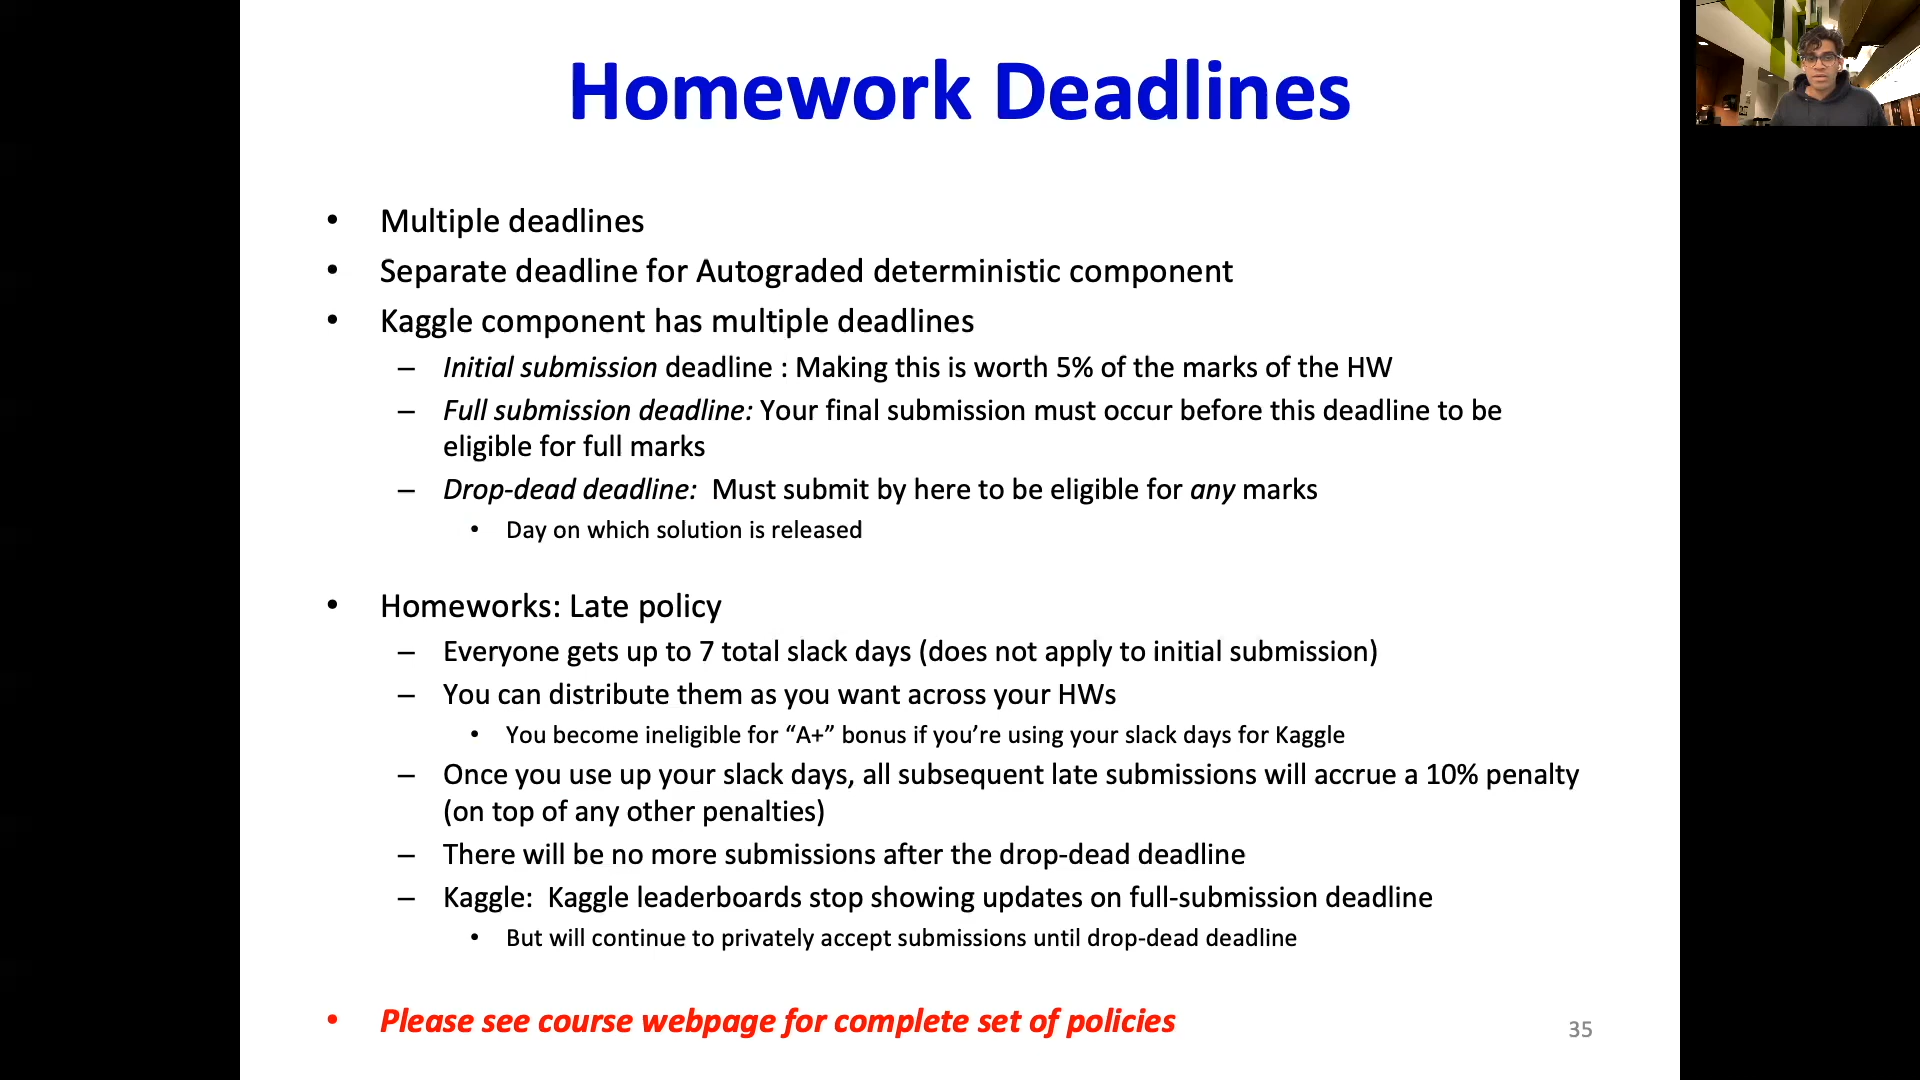 Homework Deadlines
• Multiple deadlines
• Separate deadline for Autograded deterministic component
• Kaggle component has multiple deadlines
– Initial submission deadline : Making this is worth 5% of the marks of the HW
– Full submission deadline: Your final submission must occur before this deadline to be
eligible for full marks
– Drop-dead deadline: Must submit by here to be eligible for any marks
• Day on which solution is released
• Homeworks: Late policy
– Everyone gets up to 7 total slack days (does not apply to initial submission)
– You can distribute them as you want across your HWs
• You become ineligible for “A+” bonus if you’re using your slack days for Kaggle
– Once you use up your slack days, all subsequent late submissions will accrue a 10% penalty
(on top of any other penalties)
– There will be no more submissions after the drop-dead deadline
– Kaggle: Kaggle leaderboards stop showing updates on full-submission deadline
• But will continue to privately accept submissions until drop-dead deadline
• Please see course webpage for complete set of policies
35